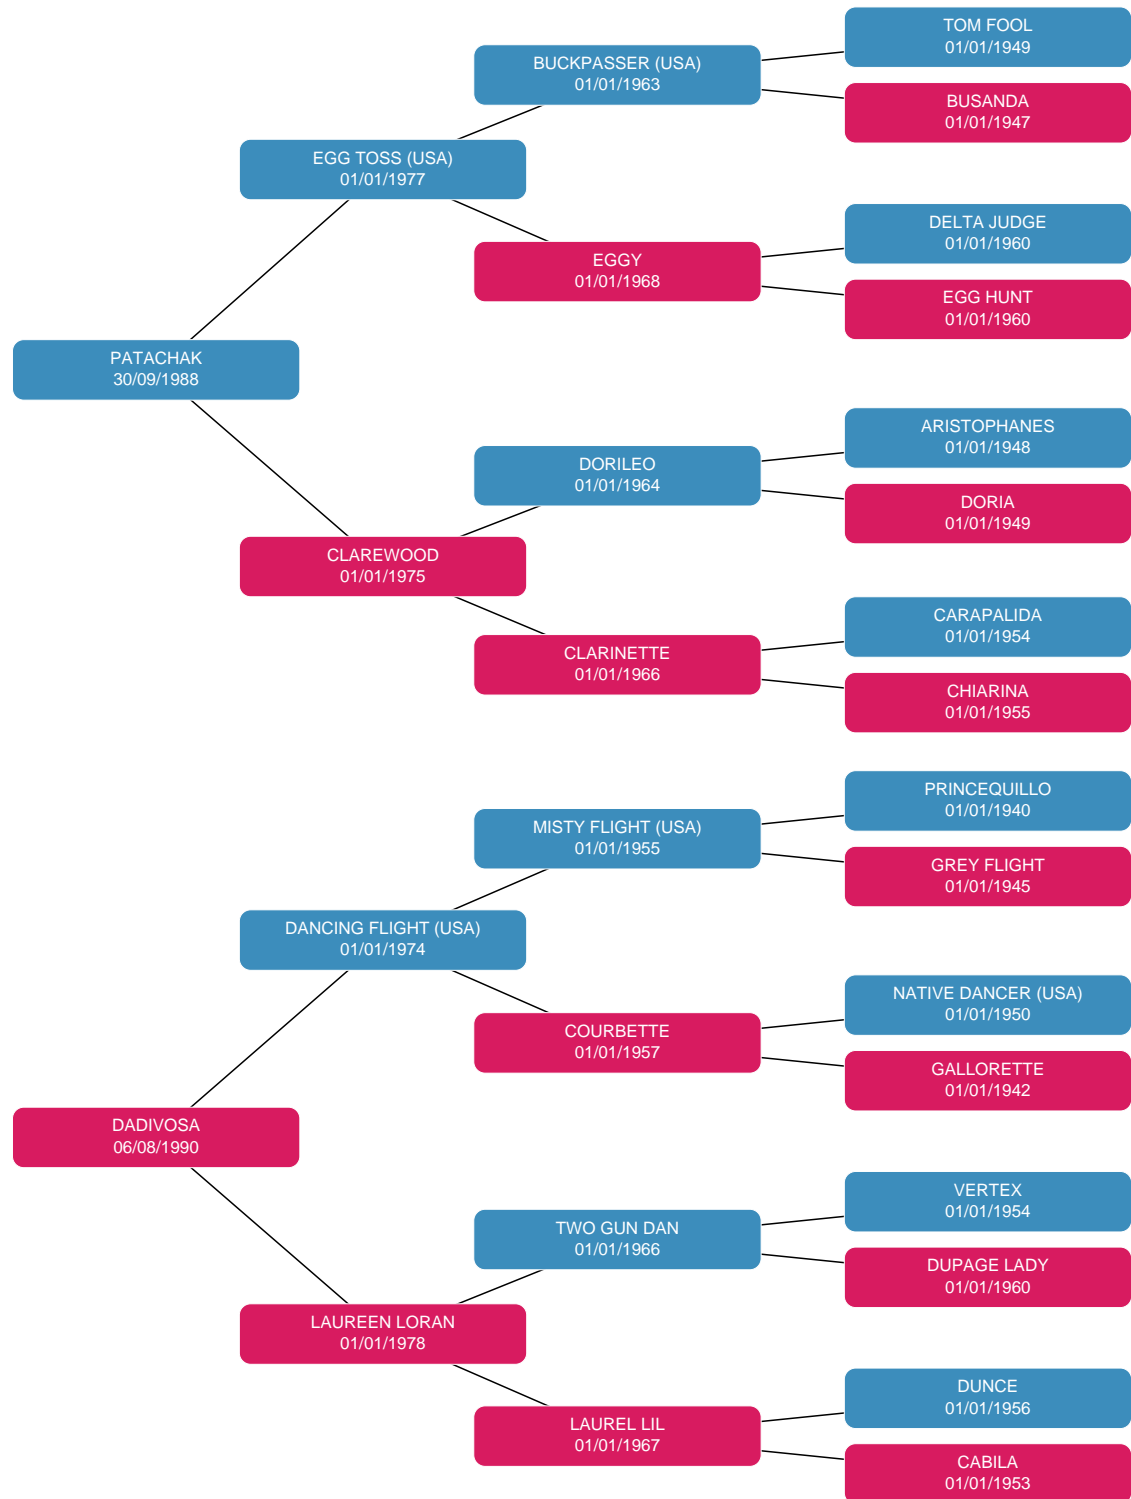 TOM FOOL
01/01/1949
BUCKPASSER (USA)
01/01/1963
BUSANDA
01/01/1947
EGG TOSS (USA)
01/01/1977
DELTA JUDGE
01/01/1960
EGGY
01/01/1968
EGG HUNT
01/01/1960
PATACHAK
30/09/1988
ARISTOPHANES
01/01/1948
DORILEO
01/01/1964
DORIA
01/01/1949
CLAREWOOD
01/01/1975
CARAPALIDA
01/01/1954
CLARINETTE
01/01/1966
CHIARINA
01/01/1955
PRINCEQUILLO
01/01/1940
MISTY FLIGHT (USA)
01/01/1955
GREY FLIGHT
01/01/1945
DANCING FLIGHT (USA)
01/01/1974
NATIVE DANCER (USA)
01/01/1950
COURBETTE
01/01/1957
GALLORETTE
01/01/1942
DADIVOSA
06/08/1990
VERTEX
01/01/1954
TWO GUN DAN
01/01/1966
DUPAGE LADY
01/01/1960
LAUREEN LORAN
01/01/1978
DUNCE
01/01/1956
LAUREL LIL
01/01/1967
CABILA
01/01/1953